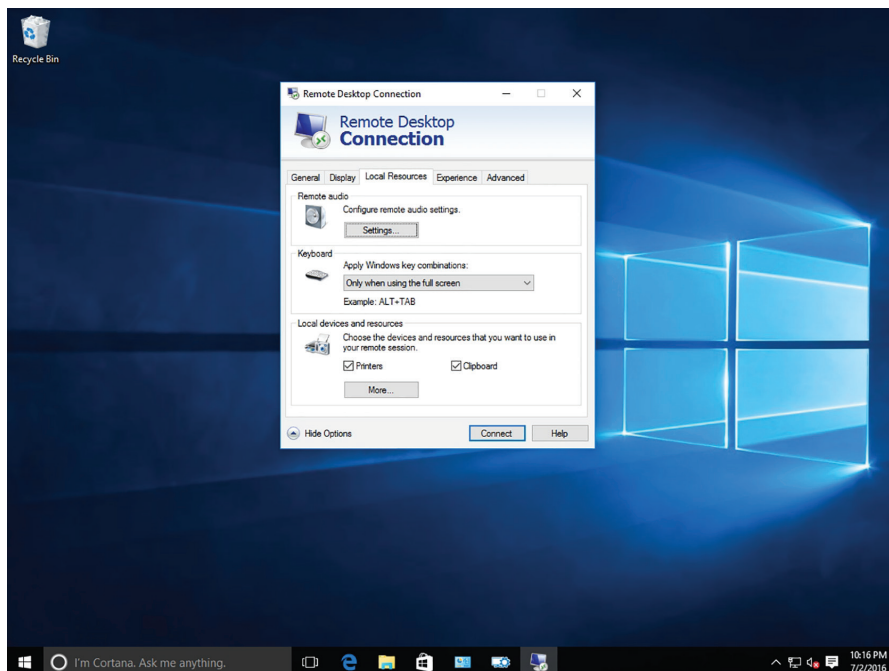 Recycle Bin
Remote Desktop Connection
Remote Desktop
Connection
General Display Local Resources Experience Advanced
Remote audio
Configure remote audio settings.
Settings...
Keyboard
Apply Windows key combinations:
Only when using the full screen
Example: ALT+TAB
Local devices and resources
Choose the devices and resources that you want to use in
your remote session.
Printers Clipboard
More...
Hide Options Connect Help
I'm Cortana. Ask me anything.
10:16 PM
7/2/2016